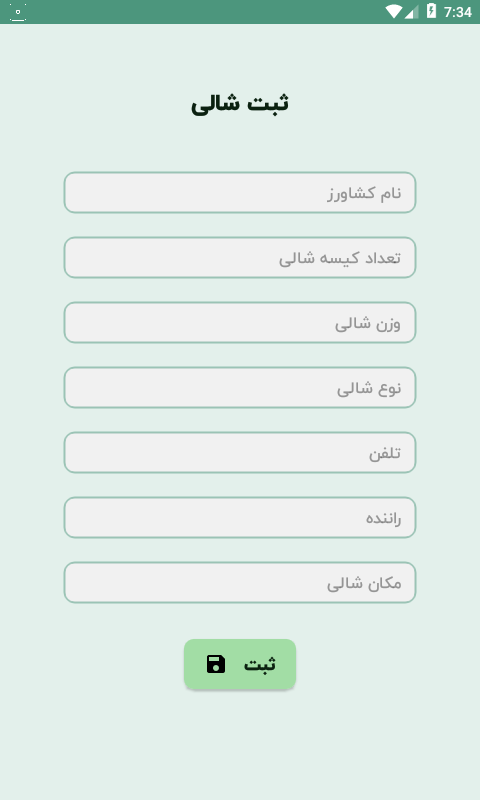 7:34
ثبت شالی
نام کشاورز
تعداد کیسه شالی
وزن شالی
نوع شالی
تلفن
راننده
مکان شالی
ثبت